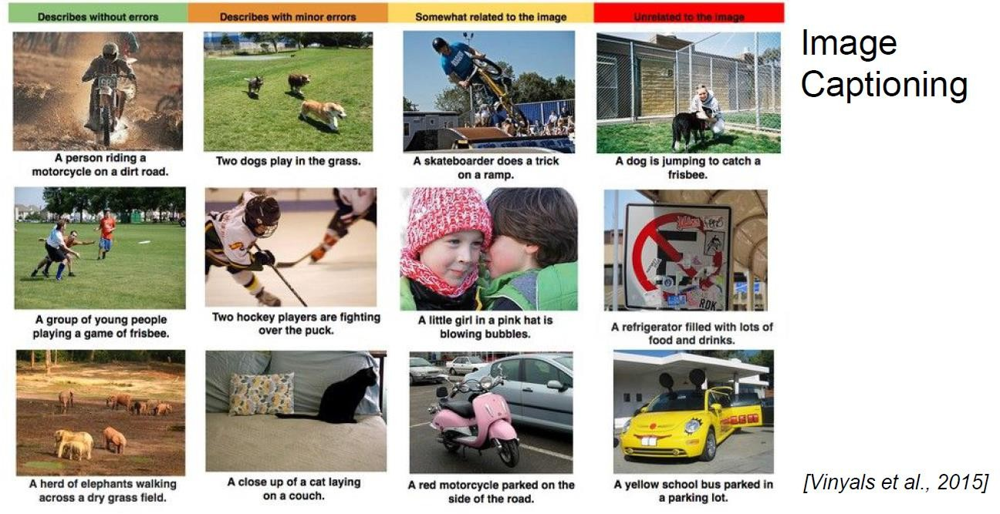 Describes without errors
Describes with minor errors
Somewhat related to the image
Unrelated to the image
Image
Captioning
A person riding a
motorcycle on a dirt road.
Two dogs play in the grass.
A skateboarder does a trick
on a ramp.
A dog is jumping to catch a
frisbee.
A group of young people
playing a game of frisbee.
Two hockey players are fighting
over the puck.
A little girl in a pink hat is
blowing bubbles.
RDK
A refrigerator filled with lots of
food and drinks.
A herd of elephants walking
across a dry grass field.
A close up of a cat laying
on a couch.
A red motorcycle parked on the
side of the road.
A yellow school bus parked in
a parking lot.
[Vinyals et al., 2015]